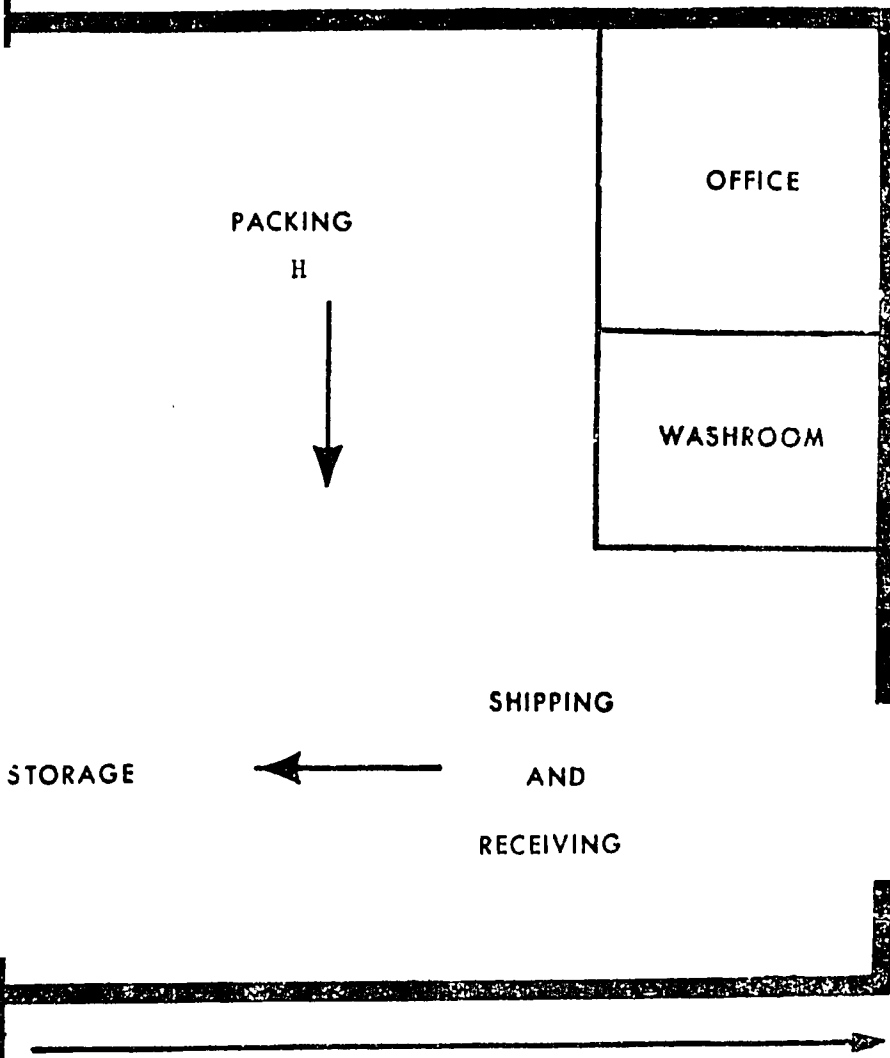 OFFICE
PACKING
H
WASHROOM
SHIPPING
STORAGE
AND
RECEIVING